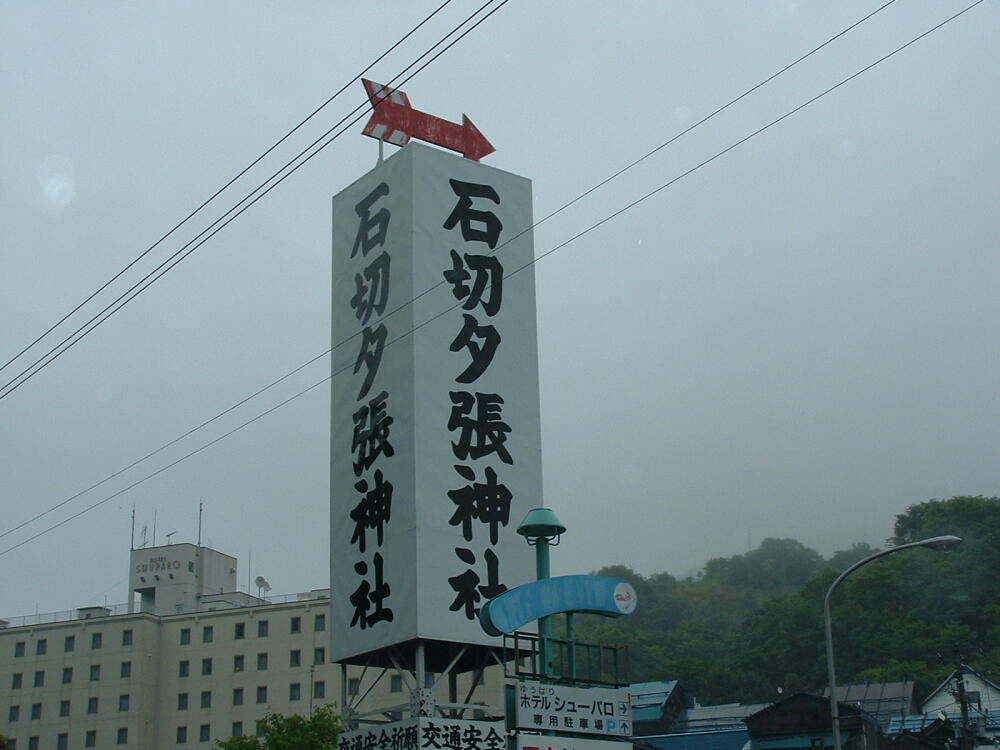 石切夕張神社
石切夕張神社
HOTEL
SHUPARO
ゆうばり
ホテル シューパロ
専用駐車場 P
交通安全祈願
交通安全